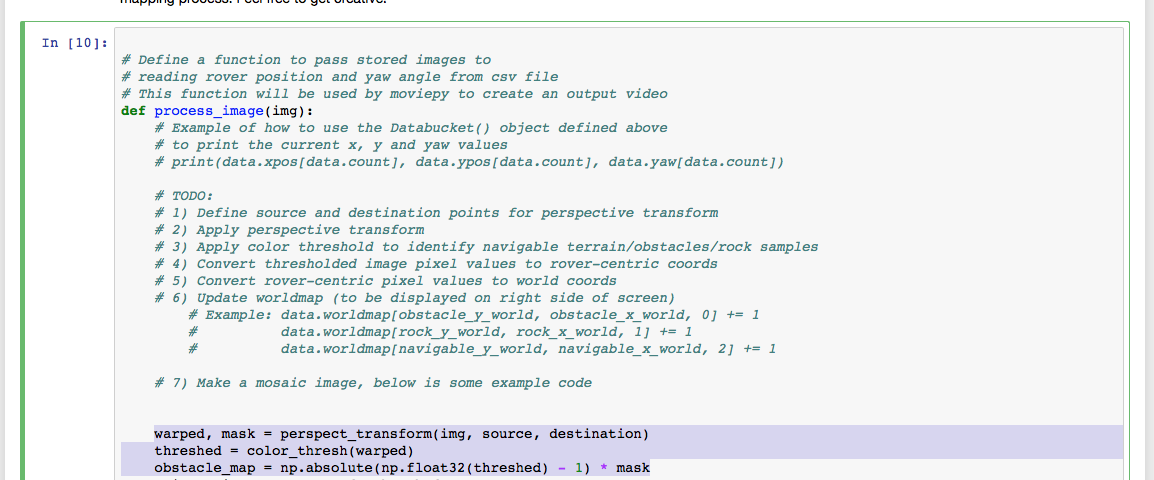 mapping process. Feel free to get creative.
In [10]:
# Define a function to pass stored images to
# reading rover position and yaw angle from csv file
# This function will be used by moviepy to create an output video
def process_image(img):
# Example of how to use the Databucket() object defined above
# to print the current x, y and yaw values
# print(data.xpos[data.count], data.ypos[data.count], data.yaw[data.count])
# TODO:
# 1) Define source and destination points for perspective transform
# 2) Apply perspective transform
# 3) Apply color threshold to identify navigable terrain/obstacles/rock samples
# 4) Convert thresholded image pixel values to rover-centric coords
# 5) Convert rover-centric pixel values to world coords
# 6) Update worldmap (to be displayed on right side of screen)
# Example: data.worldmap[obstacle_y_world, obstacle_x_world, 0] += 1
# data.worldmap[rock_y_world, rock_x_world, 1] += 1
# data.worldmap[navigable_y_world, navigable_x_world, 2] += 1
# 7) Make a mosaic image, below is some example code
warped, mask = perspect_transform(img, source, destination)
threshed = color_thresh(warped)
obstacle_map = np.absolute(np.float32(threshed) - 1) * mask